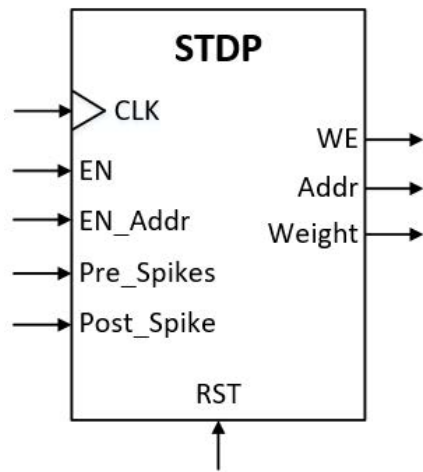 STDP
CLK
EN
EN_Addr
Pre_Spikes
Post_Spike
WE
Addr
Weight
RST